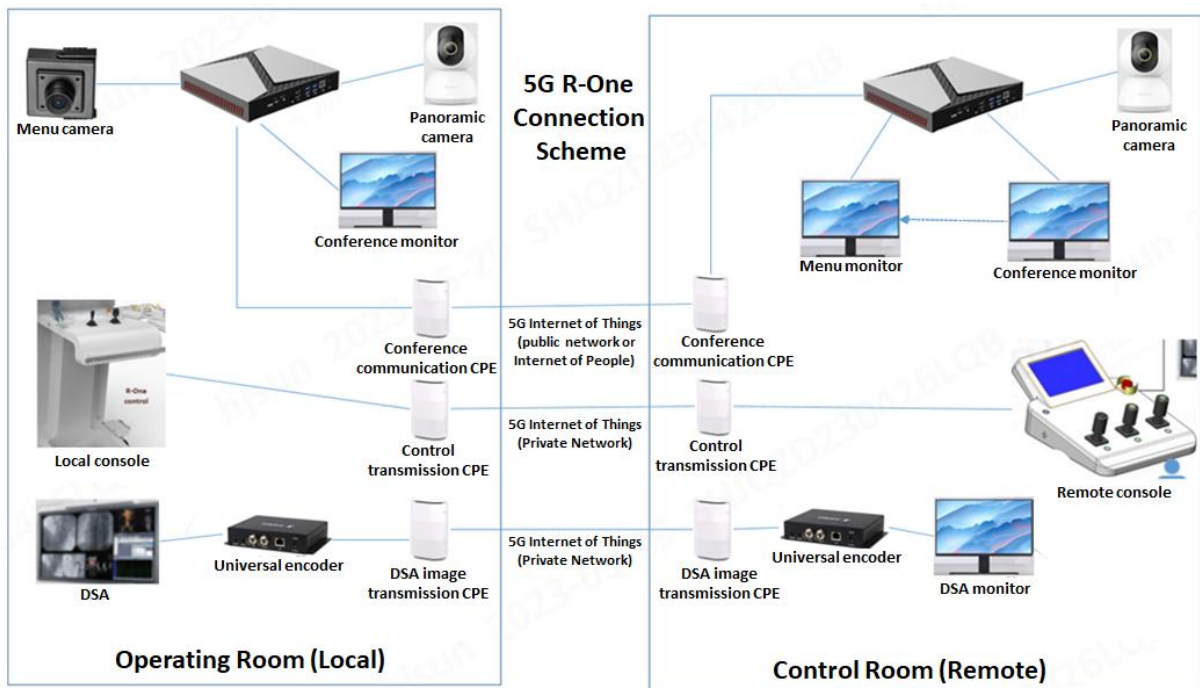 5G R-One
Connection
Scheme
Menu camera
Panoramic
camera
Conference monitor
Conference
communication CPE
Local console
R-One
control
Control
transmission CPE
DSA
Universal encoder
DSA image
transmission CPE
Operating Room (Local)
5G Internet of Things
(public network or
Internet of People)
5G Internet of Things
(Private Network)
5G Internet of Things
(Private Network)
Panoramic
camera
Menu monitor
Conference monitor
Conference
communication CPE
Control
transmission CPE
Remote console
DSA image
transmission CPE
Universal encoder
DSA monitor
Control Room (Remote)